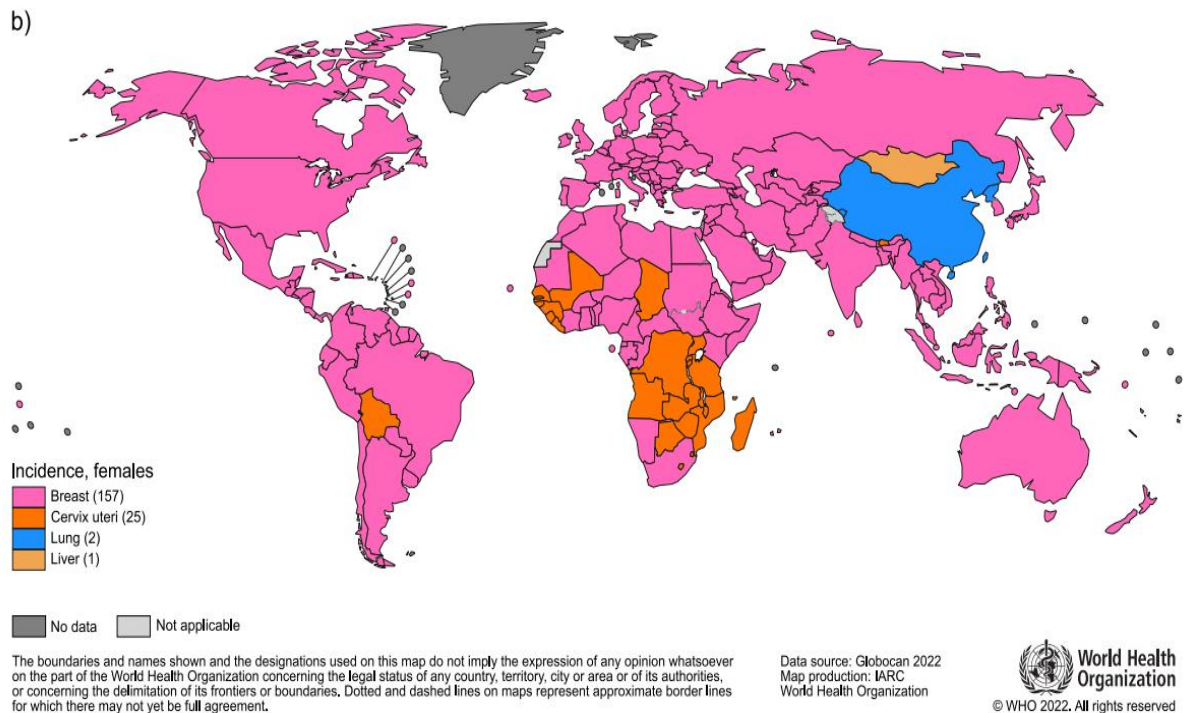 b)
Incidence, females
Breast (157)
Cervix uteri (25)
Lung (2)
Liver (1)
No data
Not applicable
The boundaries and names shown and the designations used on this map do not imply the expression of any opinion whatsoever
on the part of the World Health Organization concerning the legal status of any country, territory, city or area or of its authorities,
or concerning the delimitation of its frontiers or boundaries. Dotted and dashed lines on maps represent approximate border lines
for which there may not yet be full agreement.
Data source: Globocan 2022
Map production: IARC
World Health Organization
World Health
Organization
© WHO 2022. All rights reserved